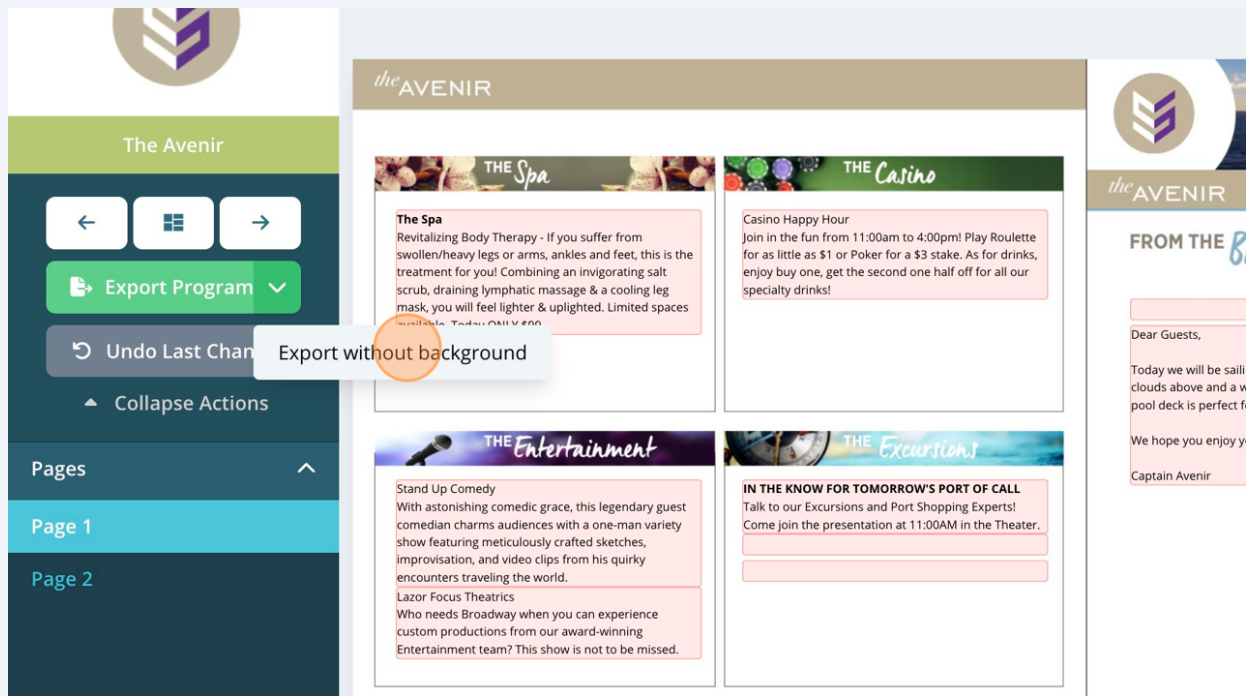 The Avenir
Export Program
Undo Last Chan
Export without background
Collapse Actions
Pages
Page 1
Page 2
the AVENIR
THE Spa
The Spa
Revitalizing Body Therapy - If you suffer from
swollen/heavy legs or arms, ankles and feet, this is the
treatment for you! Combining an invigorating salt
scrub, draining lymphatic massage & a cooling leg
mask, you will feel lighter & uplighted. Limited spaces
available. Today ONLY $99
THE Casino
Casino Happy Hour
Join in the fun from 11:00am to 4:00pm! Play Roulette
for as little as $1 or Poker for a $3 stake. As for drinks,
enjoy buy one, get the second one half off for all our
specialty drinks!
THE Entertainment
Stand Up Comedy
With astonishing comedic grace, this legendary guest
comedian charms audiences with a one-man variety
show featuring meticulously crafted sketches,
improvisation, and video clips from his quirky
encounters traveling the world.
Lazor Focus Theatrics
Who needs Broadway when you can experience
custom productions from our award-winning
Entertainment team? This show is not to be missed.
THE Excursions
IN THE KNOW FOR TOMORROW'S PORT OF CALL
Talk to our Excursions and Port Shopping Experts!
Come join the presentation at 11:00AM in the Theater.
the AVENIR
FROM THE
Dear Guests,
Today we will be saili
clouds above and a w
pool deck is perfect f
We hope you enjoy y
Captain Avenir